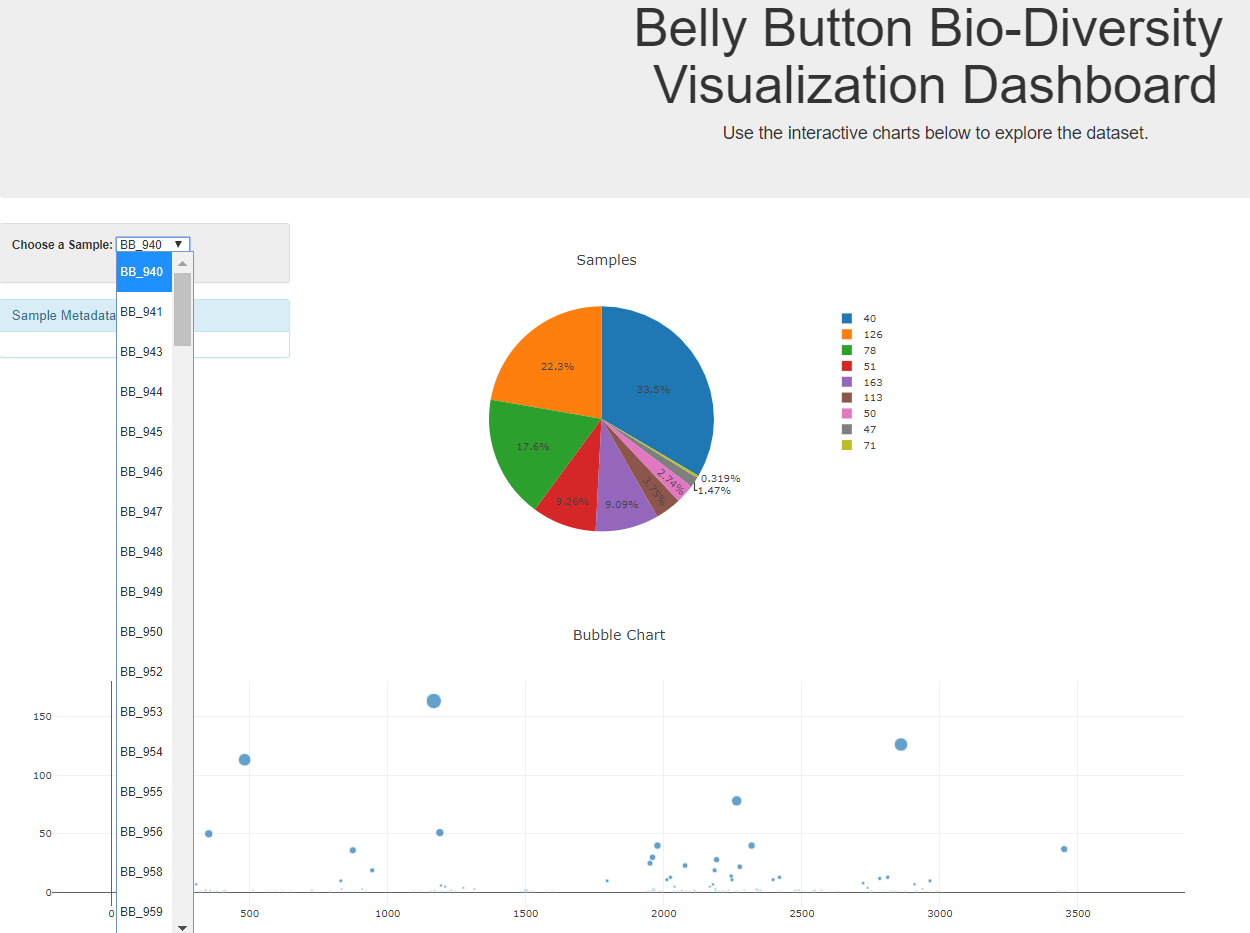 Belly Button Bio-Diversity
Visualization Dashboard
Use the interactive charts below to explore the dataset.
Choose a Sample: BB_940 ▼
BB_940
BB_941
BB_943
BB_944
BB_945
BB_946
BB_947
BB_948
BB_949
BB_950
BB_952
BB_953
BB_954
BB_955
BB_956
BB_958
BB_959
Sample Metadata
Samples
33.5%
22.3%
17.6%
9.26%
9.09%
3.75%
2.74%
0.319%
1.47%
40
126
78
51
163
113
50
47
71
Bubble Chart
150
100
50
0
0
500
1000
1500
2000
2500
3000
3500